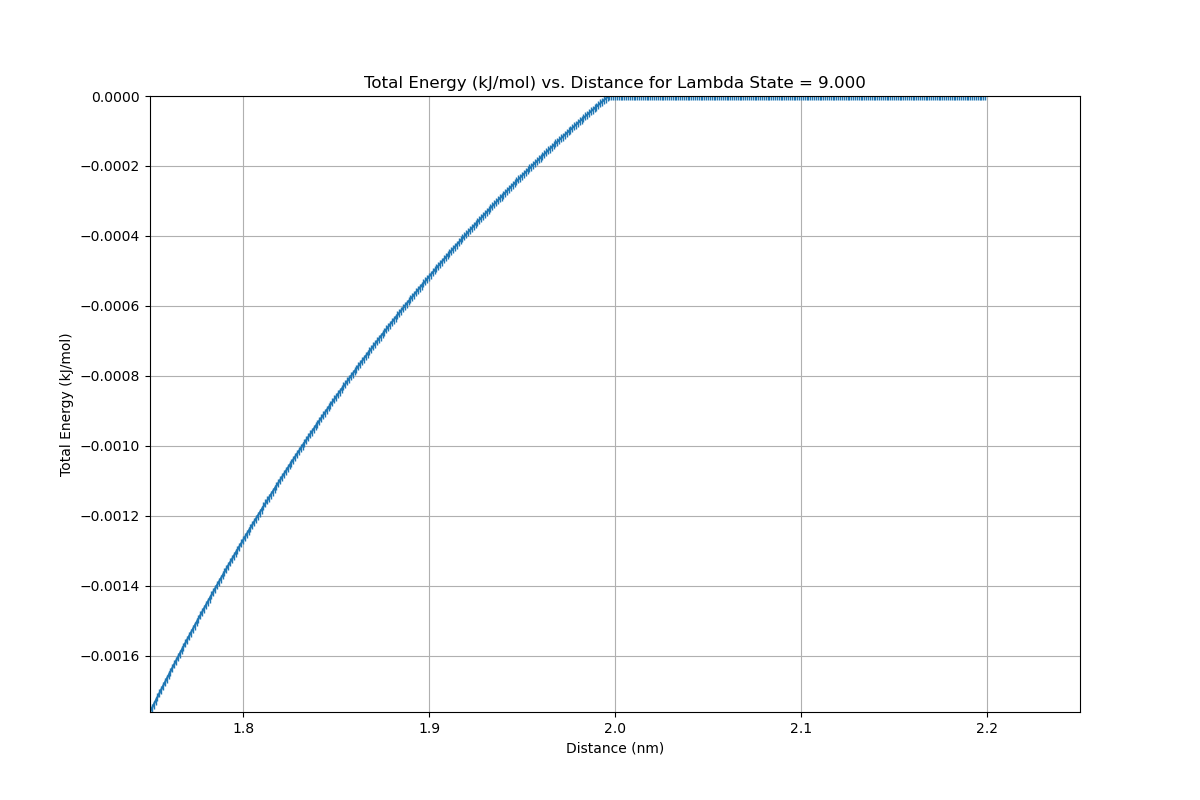 Total Energy (kJ/mol) vs. Distance for Lambda State = 9.000
0.0000
−0.0002
−0.0004
−0.0006
−0.0008
−0.0010
−0.0012
−0.0014
−0.0016
Total Energy (kJ/mol)
1.8 1.9 2.0 2.1 2.2
Distance (nm)